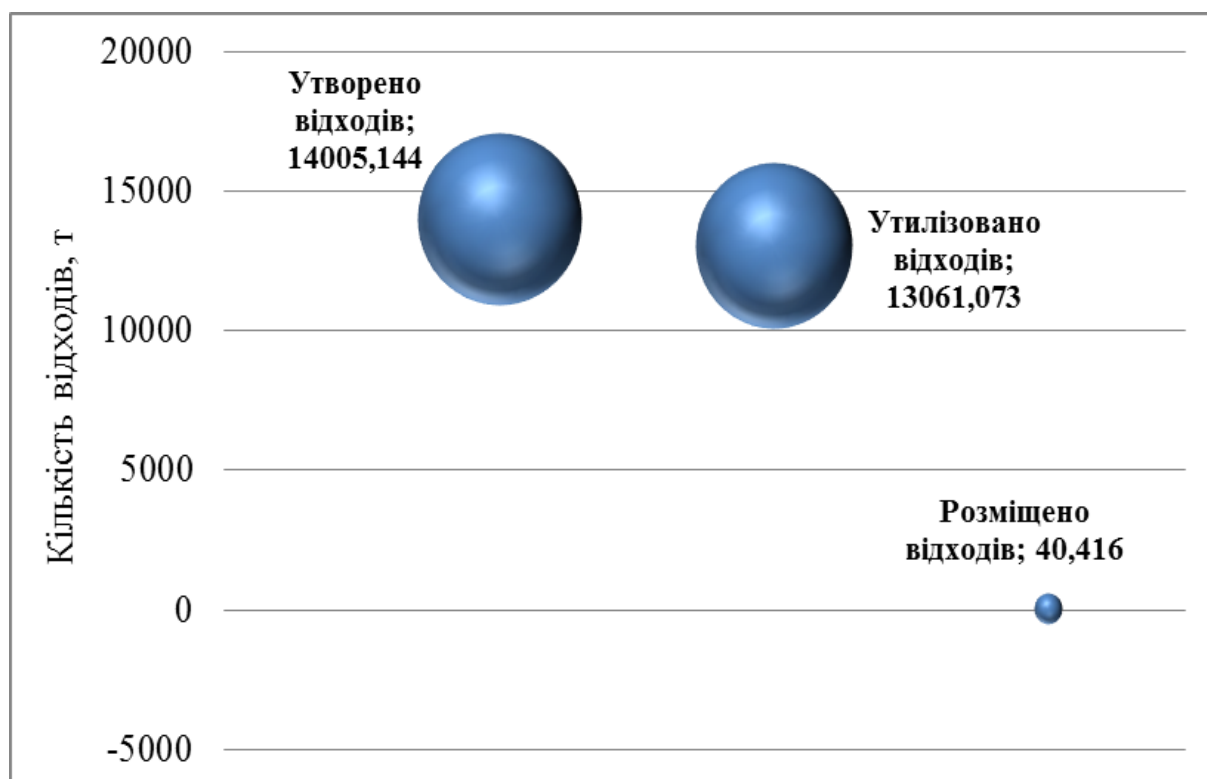 20000
15000
10000
5000
0
-5000
Кількість відходів, т
Утворено
відходів;
14005,144
Утилізовано
відходів;
13061,073
Розміщено
відходів; 40,416